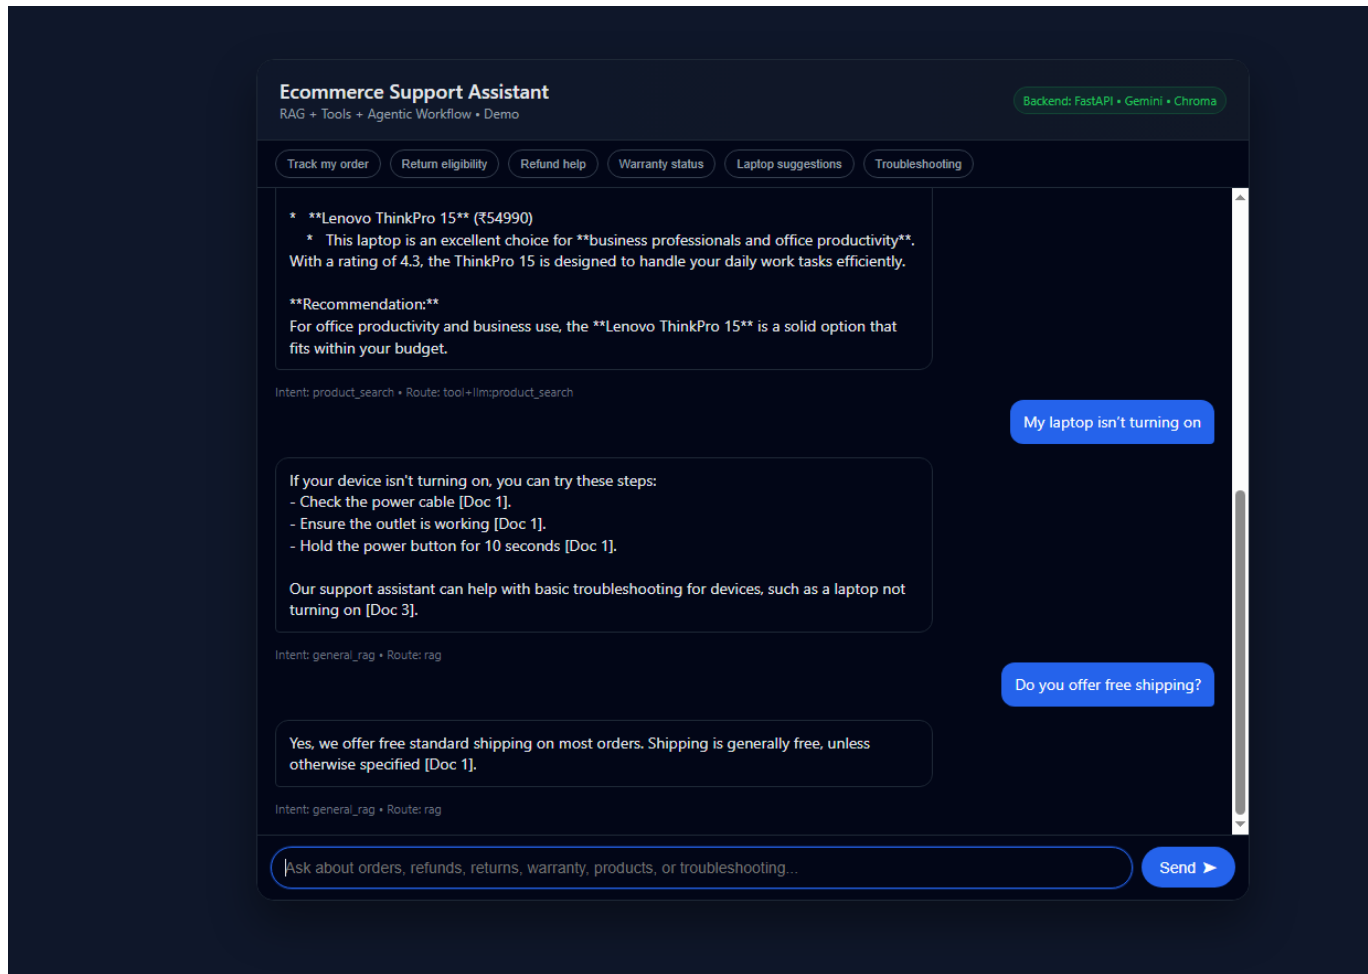 Ecommerce Support Assistant
RAG + Tools + Agentic Workflow • Demo
Backend: FastAPI • Gemini • Chroma
Track my order
Return eligibility
Refund help
Warranty status
Laptop suggestions
Troubleshooting
*   **Lenovo ThinkPro 15** (₹54990)
*   This laptop is an excellent choice for **business professionals and office productivity**.
With a rating of 4.3, the ThinkPro 15 is designed to handle your daily work tasks efficiently.
**Recommendation:**
For office productivity and business use, the **Lenovo ThinkPro 15** is a solid option that
fits within your budget.
Intent: product_search • Route: tool+llm:product_search
My laptop isn't turning on
If your device isn't turning on, you can try these steps:
- Check the power cable [Doc 1].
- Ensure the outlet is working [Doc 1].
- Hold the power button for 10 seconds [Doc 1].
Our support assistant can help with basic troubleshooting for devices, such as a laptop not
turning on [Doc 3].
Intent: general_rag • Route: rag
Do you offer free shipping?
Yes, we offer free standard shipping on most orders. Shipping is generally free, unless
otherwise specified [Doc 1].
Intent: general_rag • Route: rag
Ask about orders, refunds, returns, warranty, products, or troubleshooting...
Send ➤